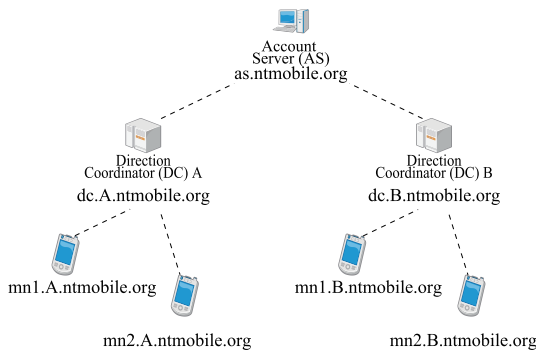 Account
Server (AS)
as.ntmobile.org
Direction
Coordinator (DC) A
dc.A.ntmobile.org
Direction
Coordinator (DC) B
dc.B.ntmobile.org
mn1.A.ntmobile.org
mn2.A.ntmobile.org
mn1.B.ntmobile.org
mn2.B.ntmobile.org